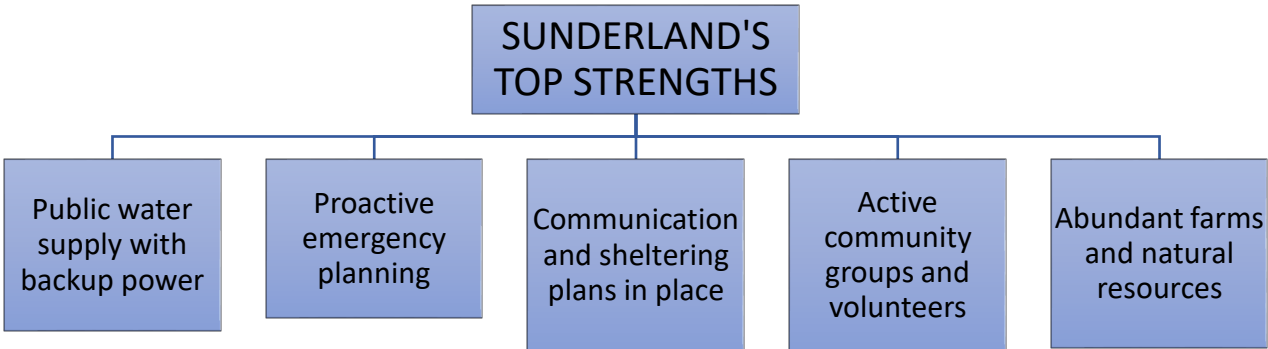 SUNDERLAND'S
TOP STRENGTHS
Public water
supply with
backup power
Proactive
emergency
planning
Communication
and sheltering
plans in place
Active
community
groups and
volunteers
Abundant farms
and natural
resources